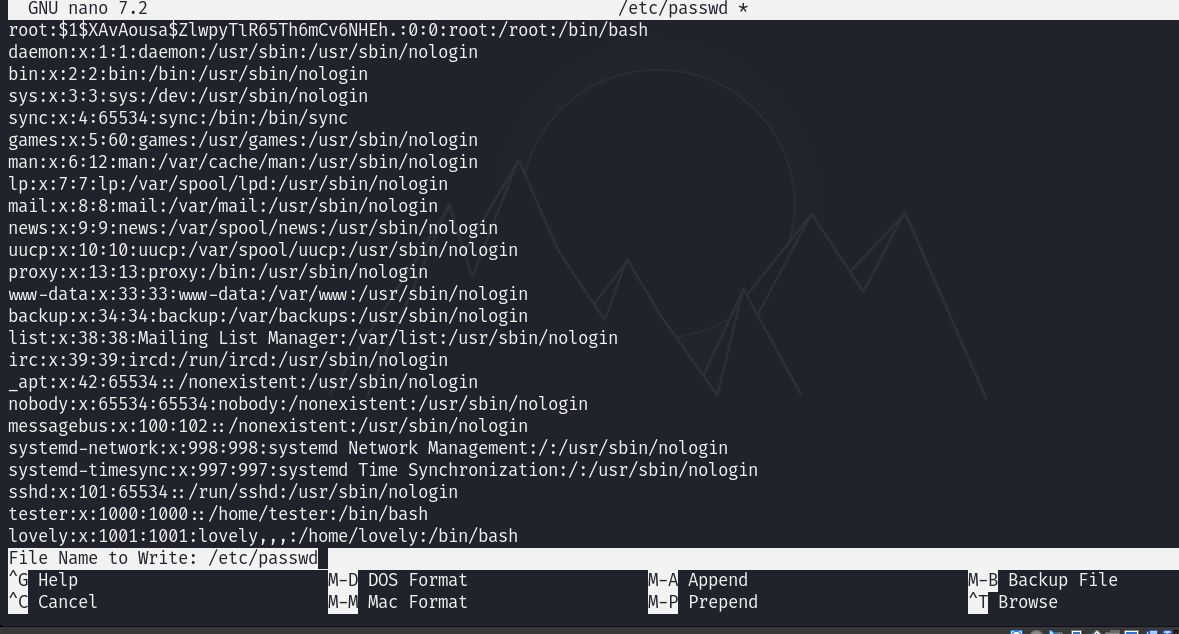 GNU nano 7.2 /etc/passwd *
root:$1$XAvAousa$ZlwpyTlR65Th6mCv6NHEh.:0:0:root:/root:/bin/bash
daemon:x:1:1:daemon:/usr/sbin:/usr/sbin/nologin
bin:x:2:2:bin:/bin:/usr/sbin/nologin
sys:x:3:3:sys:/dev:/usr/sbin/nologin
sync:x:4:65534:sync:/bin:/bin/sync
games:x:5:60:games:/usr/games:/usr/sbin/nologin
man:x:6:12:man:/var/cache/man:/usr/sbin/nologin
lp:x:7:7:lp:/var/spool/lpd:/usr/sbin/nologin
mail:x:8:8:mail:/var/mail:/usr/sbin/nologin
news:x:9:9:news:/var/spool/news:/usr/sbin/nologin
uucp:x:10:10:uucp:/var/spool/uucp:/usr/sbin/nologin
proxy:x:13:13:proxy:/bin:/usr/sbin/nologin
www-data:x:33:33:www-data:/var/www:/usr/sbin/nologin
backup:x:34:34:backup:/var/backups:/usr/sbin/nologin
list:x:38:38:Mailing List Manager:/var/list:/usr/sbin/nologin
irc:x:39:39:ircd:/run/ircd:/usr/sbin/nologin
_apt:x:42:65534::/nonexistent:/usr/sbin/nologin
nobody:x:65534:65534:nobody:/nonexistent:/usr/sbin/nologin
messagebus:x:100:102::/nonexistent:/usr/sbin/nologin
systemd-network:x:998:998:systemd Network Management:/:/usr/sbin/nologin
systemd-timesync:x:997:997:systemd Time Synchronization:/:/usr/sbin/nologin
sshd:x:101:65534::/run/sshd:/usr/sbin/nologin
tester:x:1000:1000::/home/tester:/bin/bash
lovely:x:1001:1001:lovely,,,:/home/lovely:/bin/bash
File Name to Write: /etc/passwd
^G Help M-D DOS Format M-A Append M-B Backup File
^C Cancel M-M Mac Format M-P Prepend ^T Browse